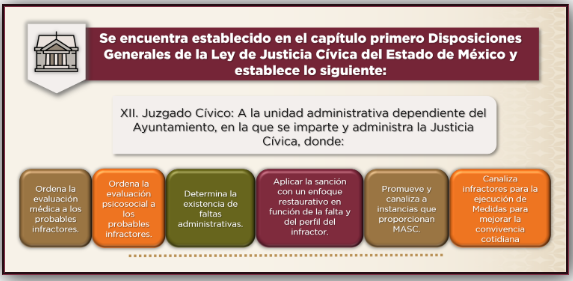 Se encuentra establecido en el capítulo primero Disposiciones
Generales de la Ley de Justicia Cívica del Estado de México y
establece lo siguiente:
XII. Juzgado Cívico: A la unidad administrativa dependiente del
Ayuntamiento, en la que se imparte y administra la Justicia
Cívica, donde:
Ordena la
evaluación
médica a los
probables
infractores.
Ordena la
evaluación
psicosocial a
los
probables
infractores.
Determina la
existencia de
faltas
administrativas.
Aplicar la sanción
con un enfoque
restaurativo en
función de la falta y
del perfil del
infractor.
Promueve y
canaliza a
instancias que
proporcionan
MASC.
Canaliza
infractores para la
ejecución de
Medidas para
mejorar la
convivencia
cotidiana